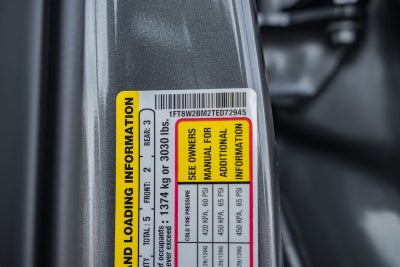 1FT8W2BM2TED72945
AND LOADING INFORMATION
TOTAL: 5 FRONT: 2 REAR: 3
of occupants : 1374 kg or 3030 lbs.
ever exceed :
SEE OWNERS
MANUAL FOR
ADDITIONAL
INFORMATION
COLD TIRE PRESSURE
420 KPA, 60 PSI
450 KPA, 65 PSI
450 KPA, 65 PSI